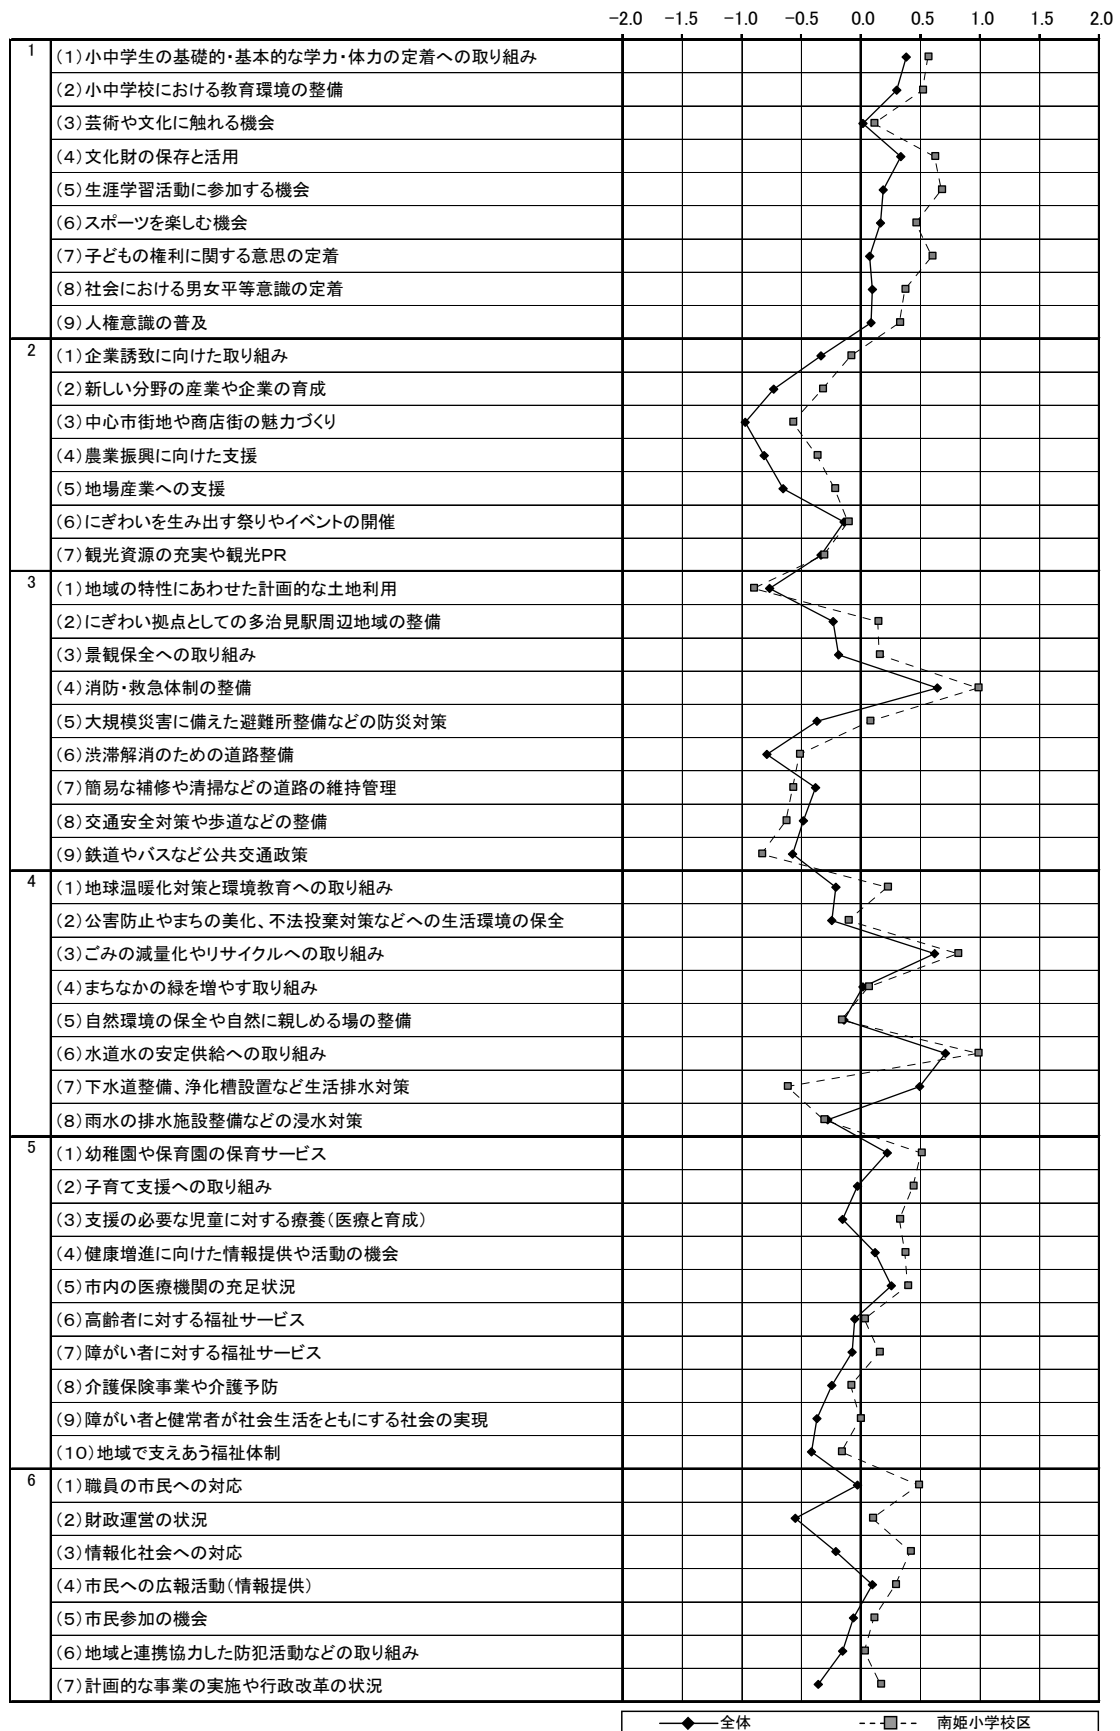 -2.0 -1.5 -1.0 -0.5 0.0 0.5 1.0 1.5 2.0
1 (1)小中学生の基礎的・基本的な学力・体力の定着への取り組み
(2)小中学校における教育環境の整備
(3)芸術や文化に触れる機会
(4)文化財の保存と活用
(5)生涯学習活動に参加する機会
(6)スポーツを楽しむ機会
(7)子どもの権利に関する意思の定着
(8)社会における男女平等意識の定着
(9)人権意識の普及
2 (1)企業誘致に向けた取り組み
(2)新しい分野の産業や企業の育成
(3)中心市街地や商店街の魅力づくり
(4)農業振興に向けた支援
(5)地場産業への支援
(6)にぎわいを生み出す祭りやイベントの開催
(7)観光資源の充実や観光PR
3 (1)地域の特性にあわせた計画的な土地利用
(2)にぎわい拠点としての多治見駅周辺地域の整備
(3)景観保全への取り組み
(4)消防・救急体制の整備
(5)大規模災害に備えた避難所整備などの防災対策
(6)渋滞解消のための道路整備
(7)簡易な補修や清掃などの道路の維持管理
(8)交通安全対策や歩道などの整備
(9)鉄道やバスなど公共交通政策
4 (1)地球温暖化対策と環境教育への取り組み
(2)公害防止やまちの美化、不法投棄対策などへの生活環境の保全
(3)ごみの減量化やリサイクルへの取り組み
(4)まちなかの緑を増やす取り組み
(5)自然環境の保全や自然に親しめる場の整備
(6)水道水の安定供給への取り組み
(7)下水道整備、浄化槽設置など生活排水対策
(8)雨水の排水施設整備などの浸水対策
5 (1)幼稚園や保育園の保育サービス
(2)子育て支援への取り組み
(3)支援の必要な児童に対する療養(医療と育成)
(4)健康増進に向けた情報提供や活動の機会
(5)市内の医療機関の充足状況
(6)高齢者に対する福祉サービス
(7)障がい者に対する福祉サービス
(8)介護保険事業や介護予防
(9)障がい者と健常者が社会生活をともにする社会の実現
(10)地域で支えあう福祉体制
6 (1)職員の市民への対応
(2)財政運営の状況
(3)情報化社会への対応
(4)市民への広報活動(情報提供)
(5)市民参加の機会
(6)地域と連携協力した防犯活動などの取り組み
(7)計画的な事業の実施や行政改革の状況
全体 南姫小学校区